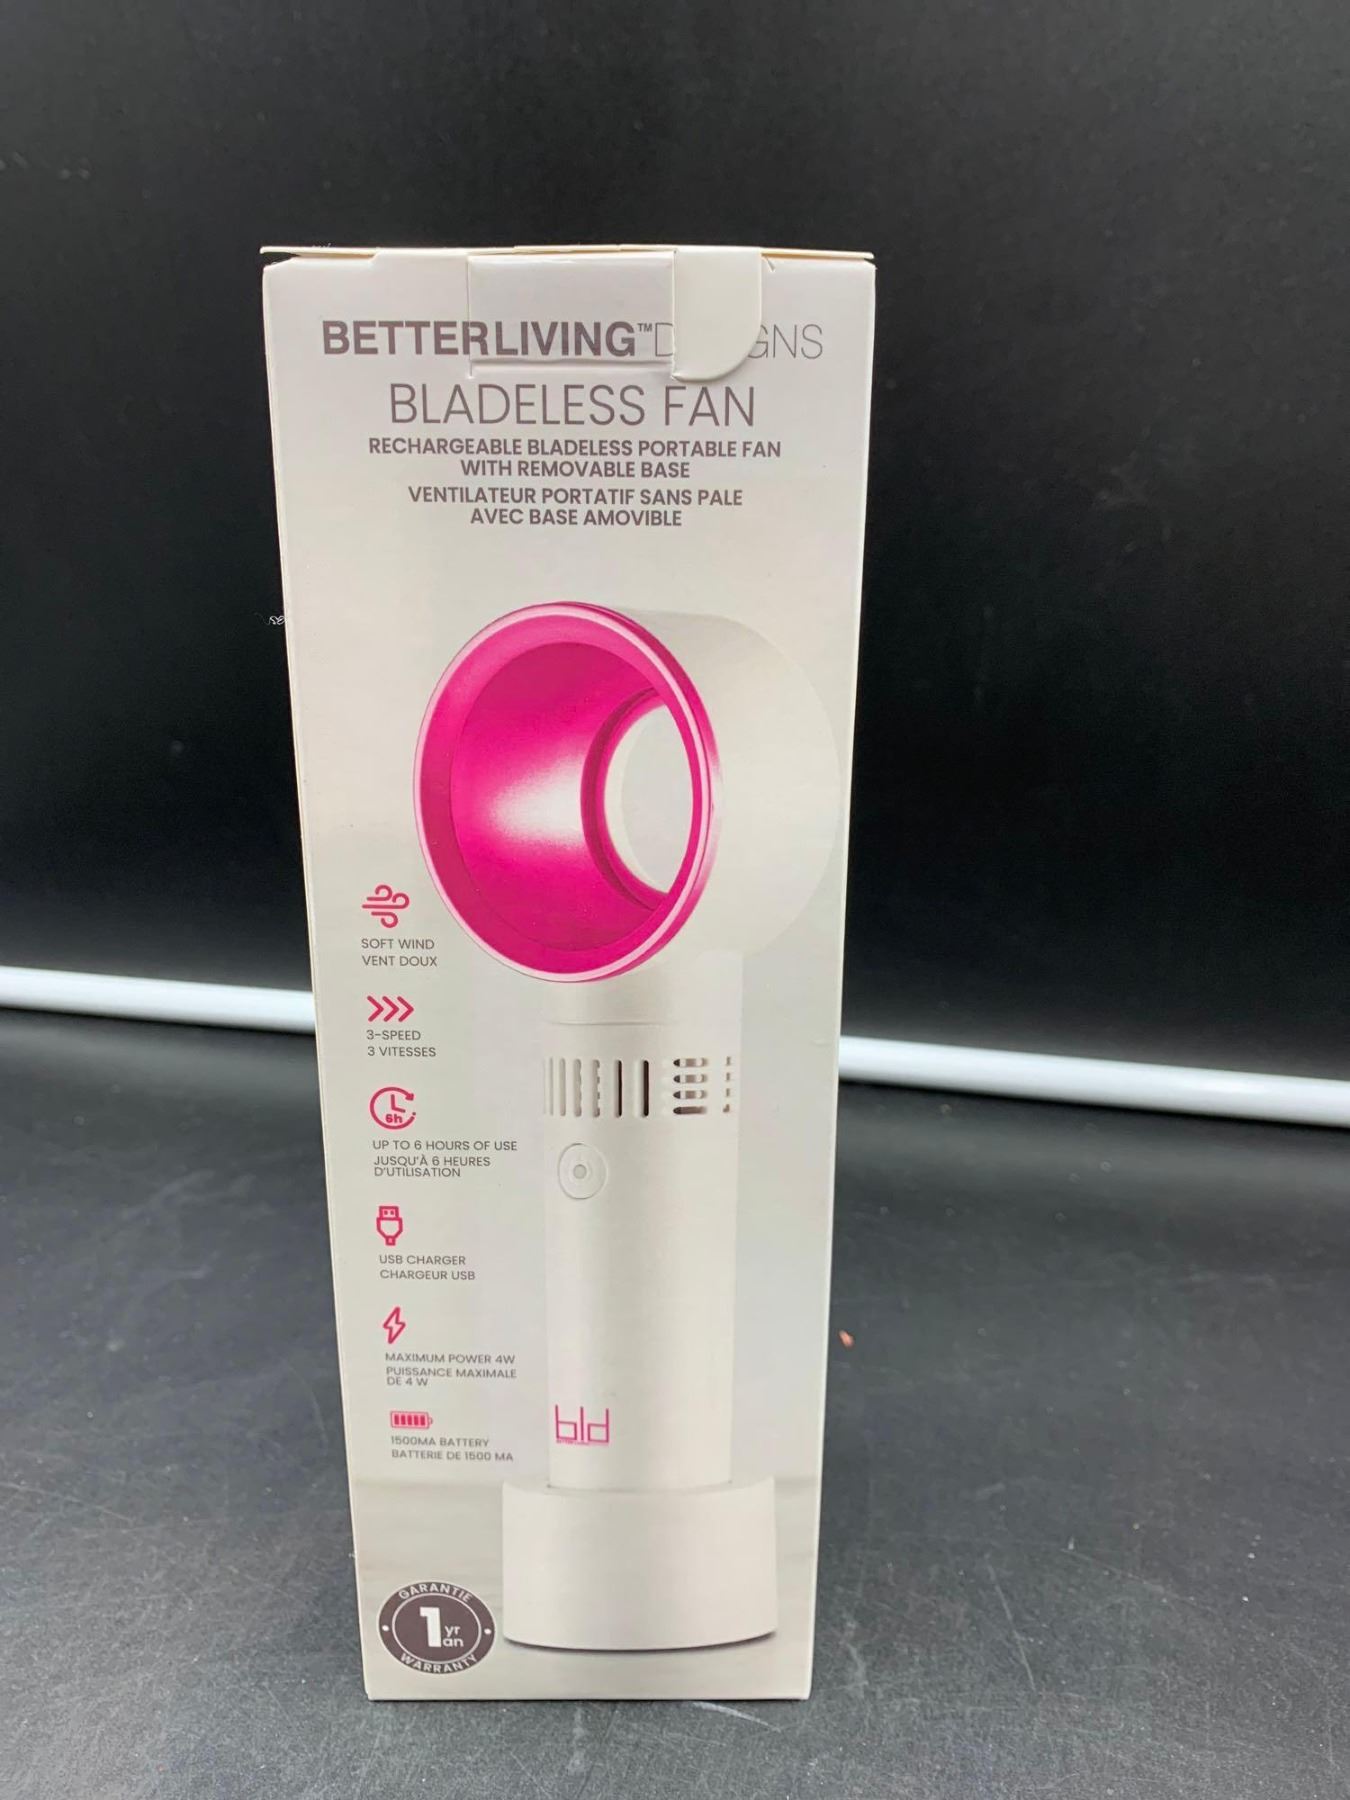 BETTERLIVING™ D GNS
BLADELESS FAN
RECHARGEABLE BLADELESS PORTABLE FAN
WITH REMOVABLE BASE
VENTILATEUR PORTATIF SANS PALE
AVEC BASE AMOVIBLE
SOFT WIND
VENT DOUX
3-SPEED
3 VITESSES
6h
UP TO 6 HOURS OF USE
JUSQU'À 6 HEURES
D'UTILISATION
USB CHARGER
CHARGEUR USB
MAXIMUM POWER 4W
PUISSANCE MAXIMALE
DE 4 W
1500MA BATTERY
BATTERIE DE 1500 MA
bld
GARANTIE
1 yr
an
WARRANTY